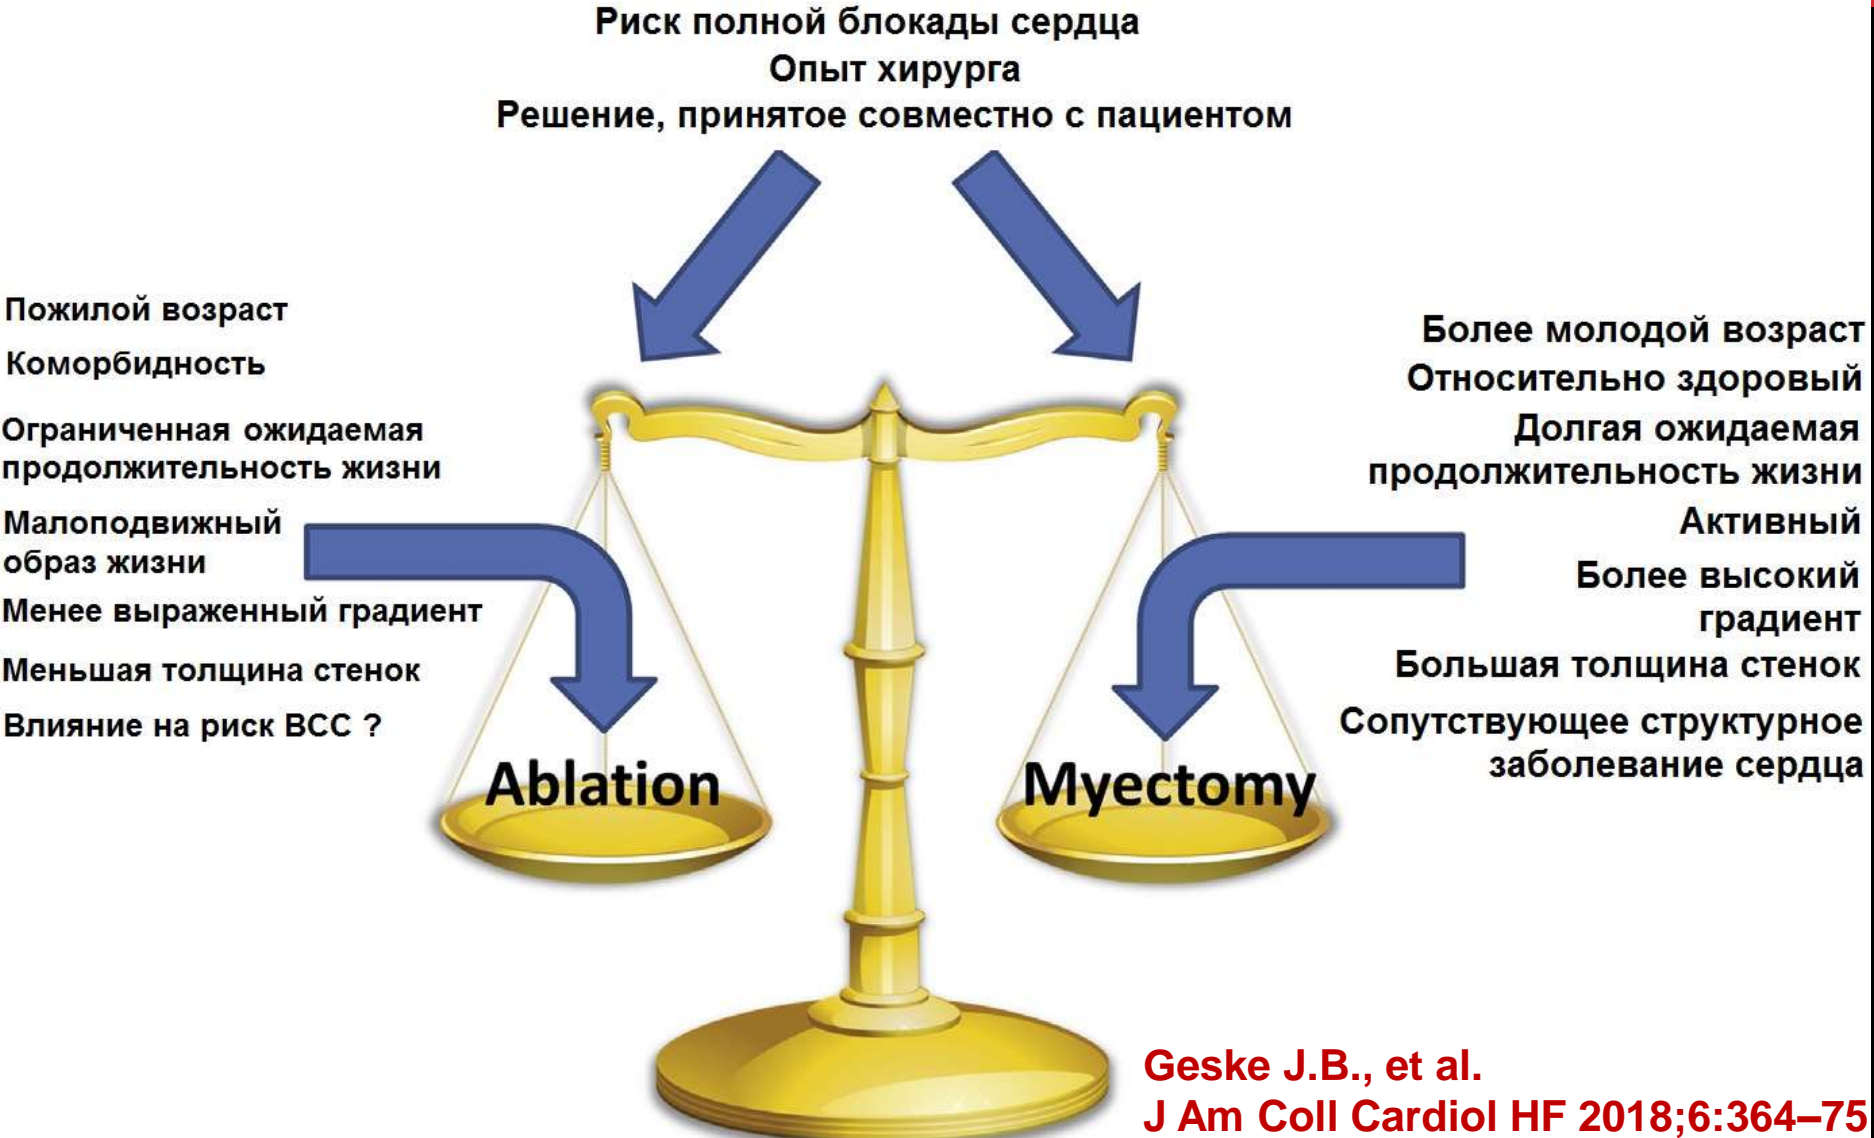 Риск полной блокады сердца
Опыт хирурга
Решение, принятое совместно с пациентом
Пожилой возраст
Коморбидность
Ограниченная ожидаемая
продолжительность жизни
Малоподвижный
образ жизни
Менее выраженный градиент
Меньшая толщина стенок
Влияние на риск ВСС ?
Ablation
Более молодой возраст
Относительно здоровый
Долгая ожидаемая
продолжительность жизни
Активный
Более высокий
градиент
Большая толщина стенок
Сопутствующее структурное
заболевание сердца
Myectomy
Geske J.B., et al.
J Am Coll Cardiol HF 2018;6:364–75